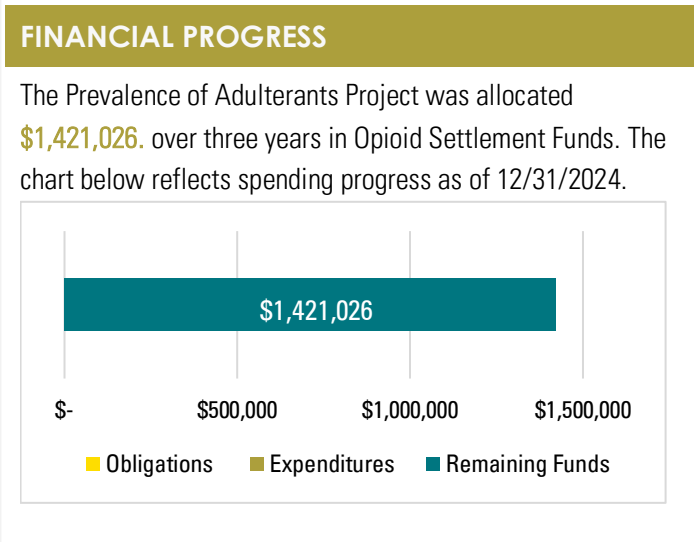 FINANCIAL PROGRESS
The Prevalence of Adulterants Project was allocated
$1,421,026. over three years in Opioid Settlement Funds. The
chart below reflects spending progress as of 12/31/2024.
$1,421,026
$- $500,000 $1,000,000 $1,500,000
Obligations Expenditures Remaining Funds